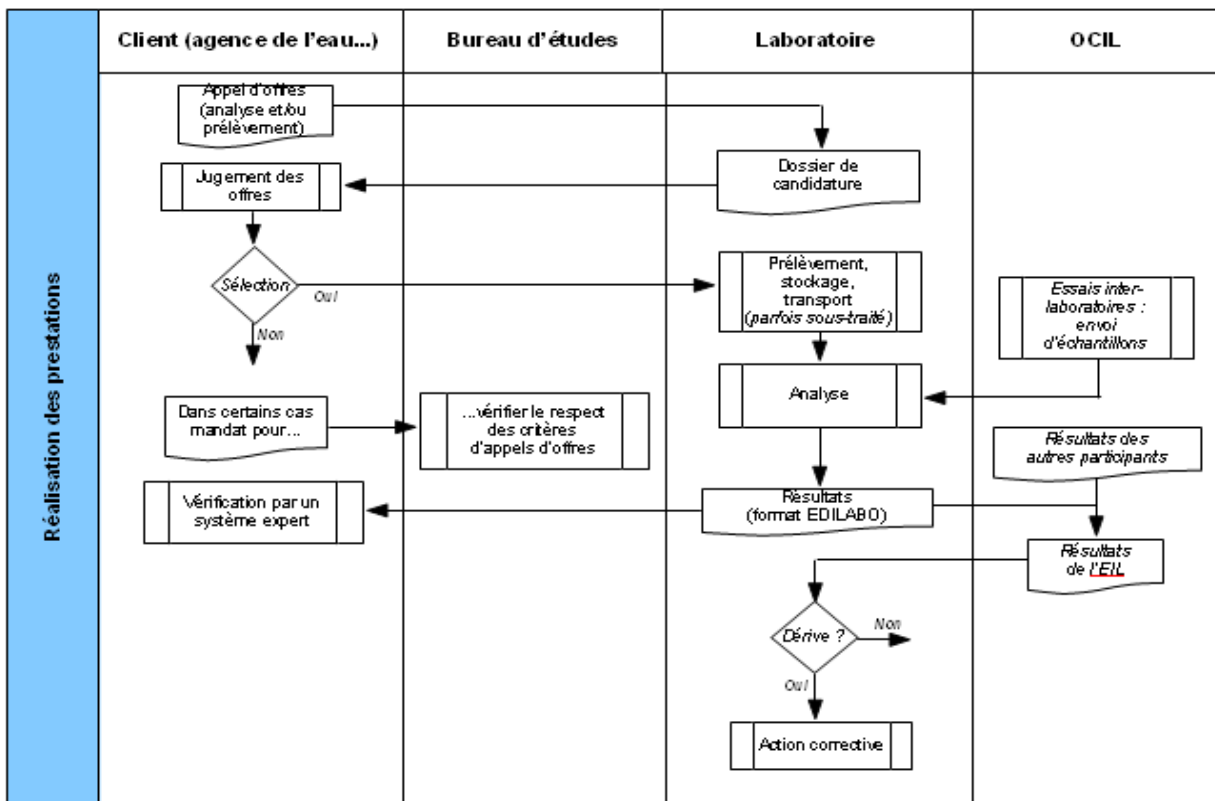 Client (agence de l'eau...)
Bureau d'études
Laboratoire
OCIL
Réalisation des prestations
Appel d'offres
(analyse et/ou
prélèvement)
Dossier de
candidature
Jugement des
offres
Sélection
Oui
Non
Prélèvement,
stockage,
transport
(parfois sous-traité)
Essais inter-
laboratoires :
envoi
d'échantillons
Analyse
Dans certains cas
mandat pour...
...vérifier le respect
des critères
d'appels d'offres
Résultats des
autres participants
Vérification par un
système expert
Résultats
(format EDILABO)
Résultats
de l'EIL
Dérive ?
Non
Oui
Action corrective